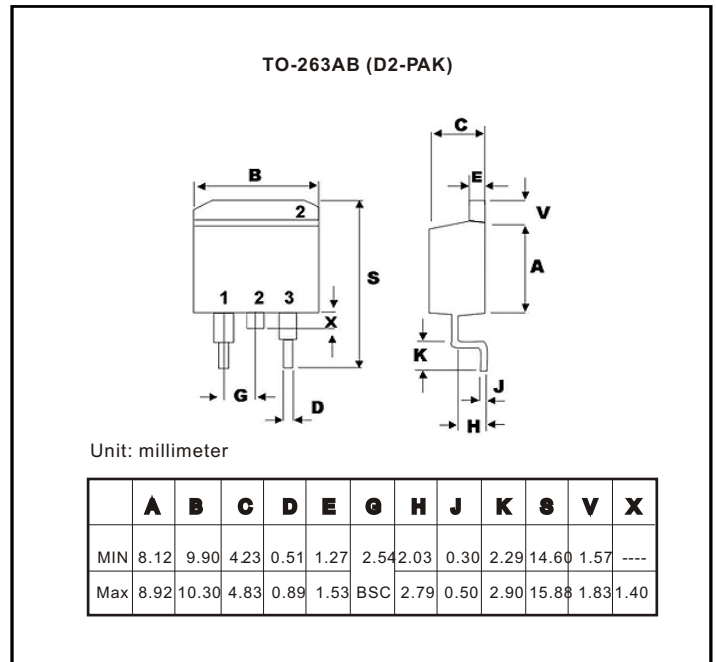 TO-263AB (D2-PAK)
C
B
E
2
V
A
S
1 2 3
X
K
G
J
D
H
Unit: millimeter
A B C D E G H J K S V X
MIN 8.12 9.90 4.23 0.51 1.27 2.54 2.03 0.30 2.29 14.60 1.57 ----
Max 8.92 10.30 4.83 0.89 1.53 BSC 2.79 0.50 2.90 15.88 1.83 1.40